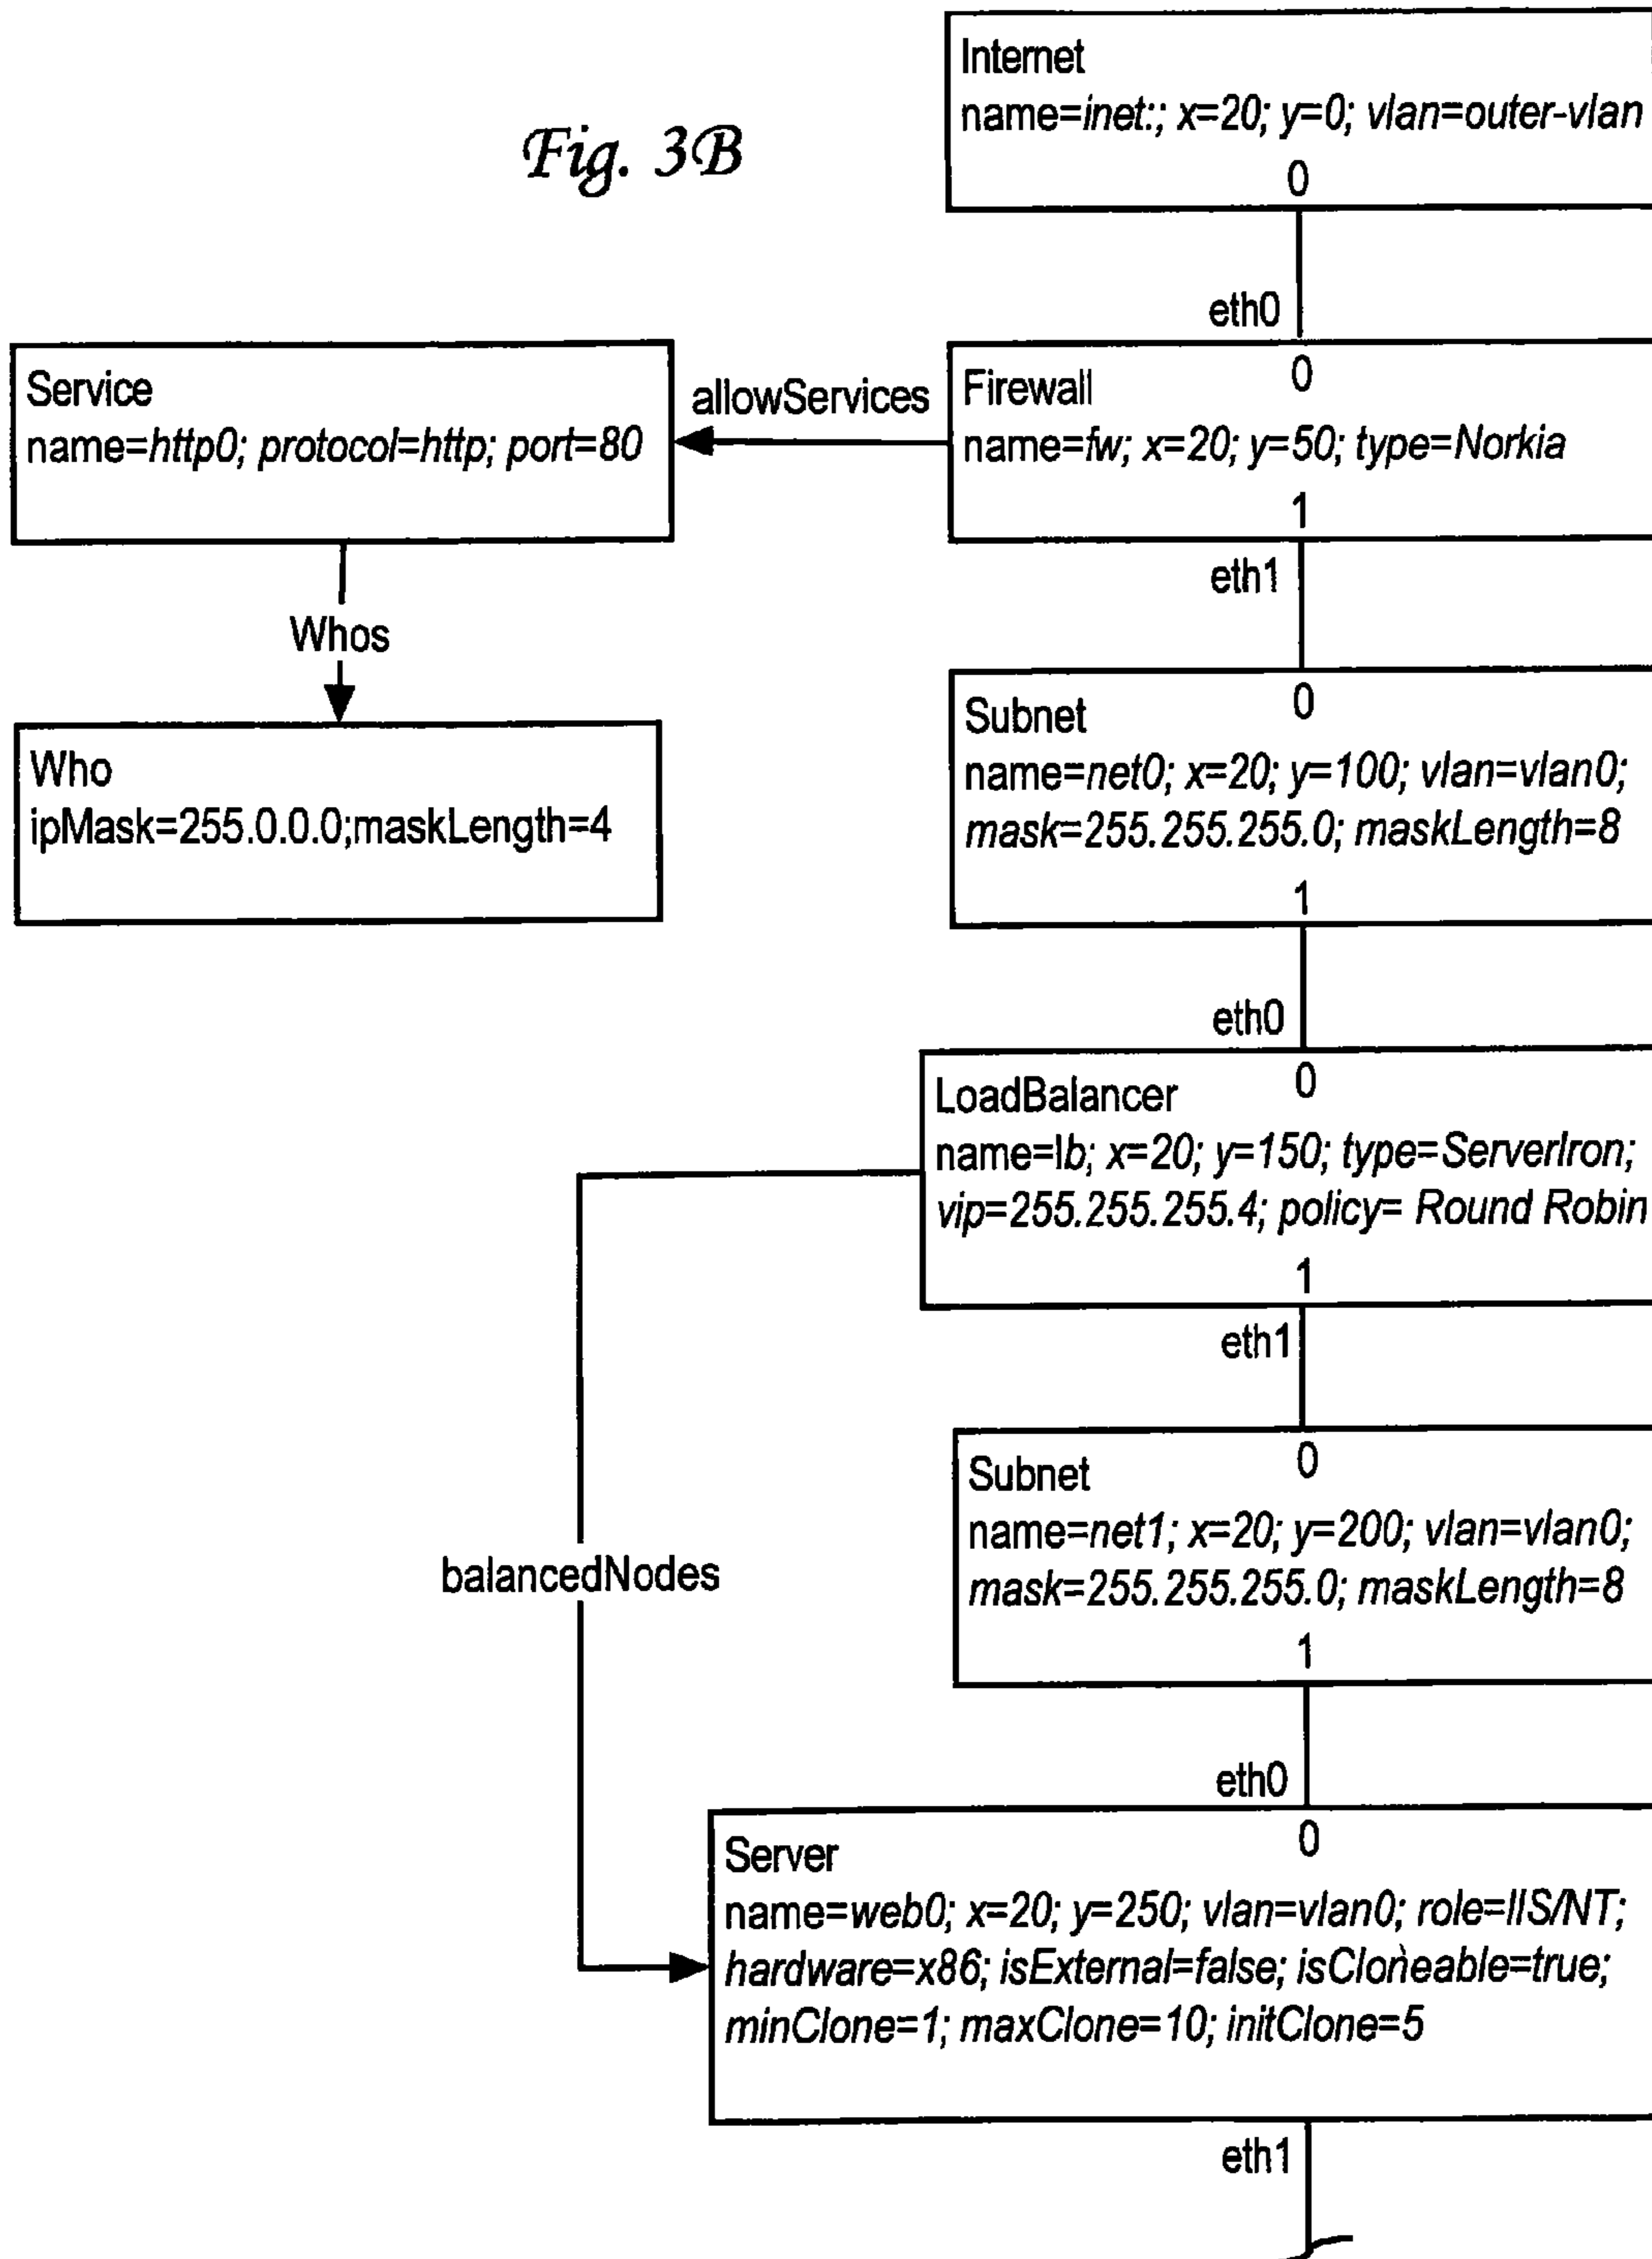 Fig. 3B
Internet
name=inet:; x=20; y=0; vlan=outer-vlan
0
eth0
Service
name=http0; protocol=http; port=80
allowServices
0
Firewall
name=fw; x=20; y=50; type=Norkia
1
eth1
Whos
Who
ipMask=255.0.0.0;maskLength=4
0
Subnet
name=net0; x=20; y=100; vlan=vlan0;
mask=255.255.255.0; maskLength=8
1
eth0
0
LoadBalancer
name=lb; x=20; y=150; type=ServerIron;
vip=255.255.255.4; policy= Round Robin
1
eth1
0
Subnet
name=net1; x=20; y=200; vlan=vlan0;
mask=255.255.255.0; maskLength=8
1
balancedNodes
eth0
0
Server
name=web0; x=20; y=250; vlan=vlan0; role=IIS/NT;
hardware=x86; isExternal=false; isCloneable=true;
minClone=1; maxClone=10; initClone=5
eth1